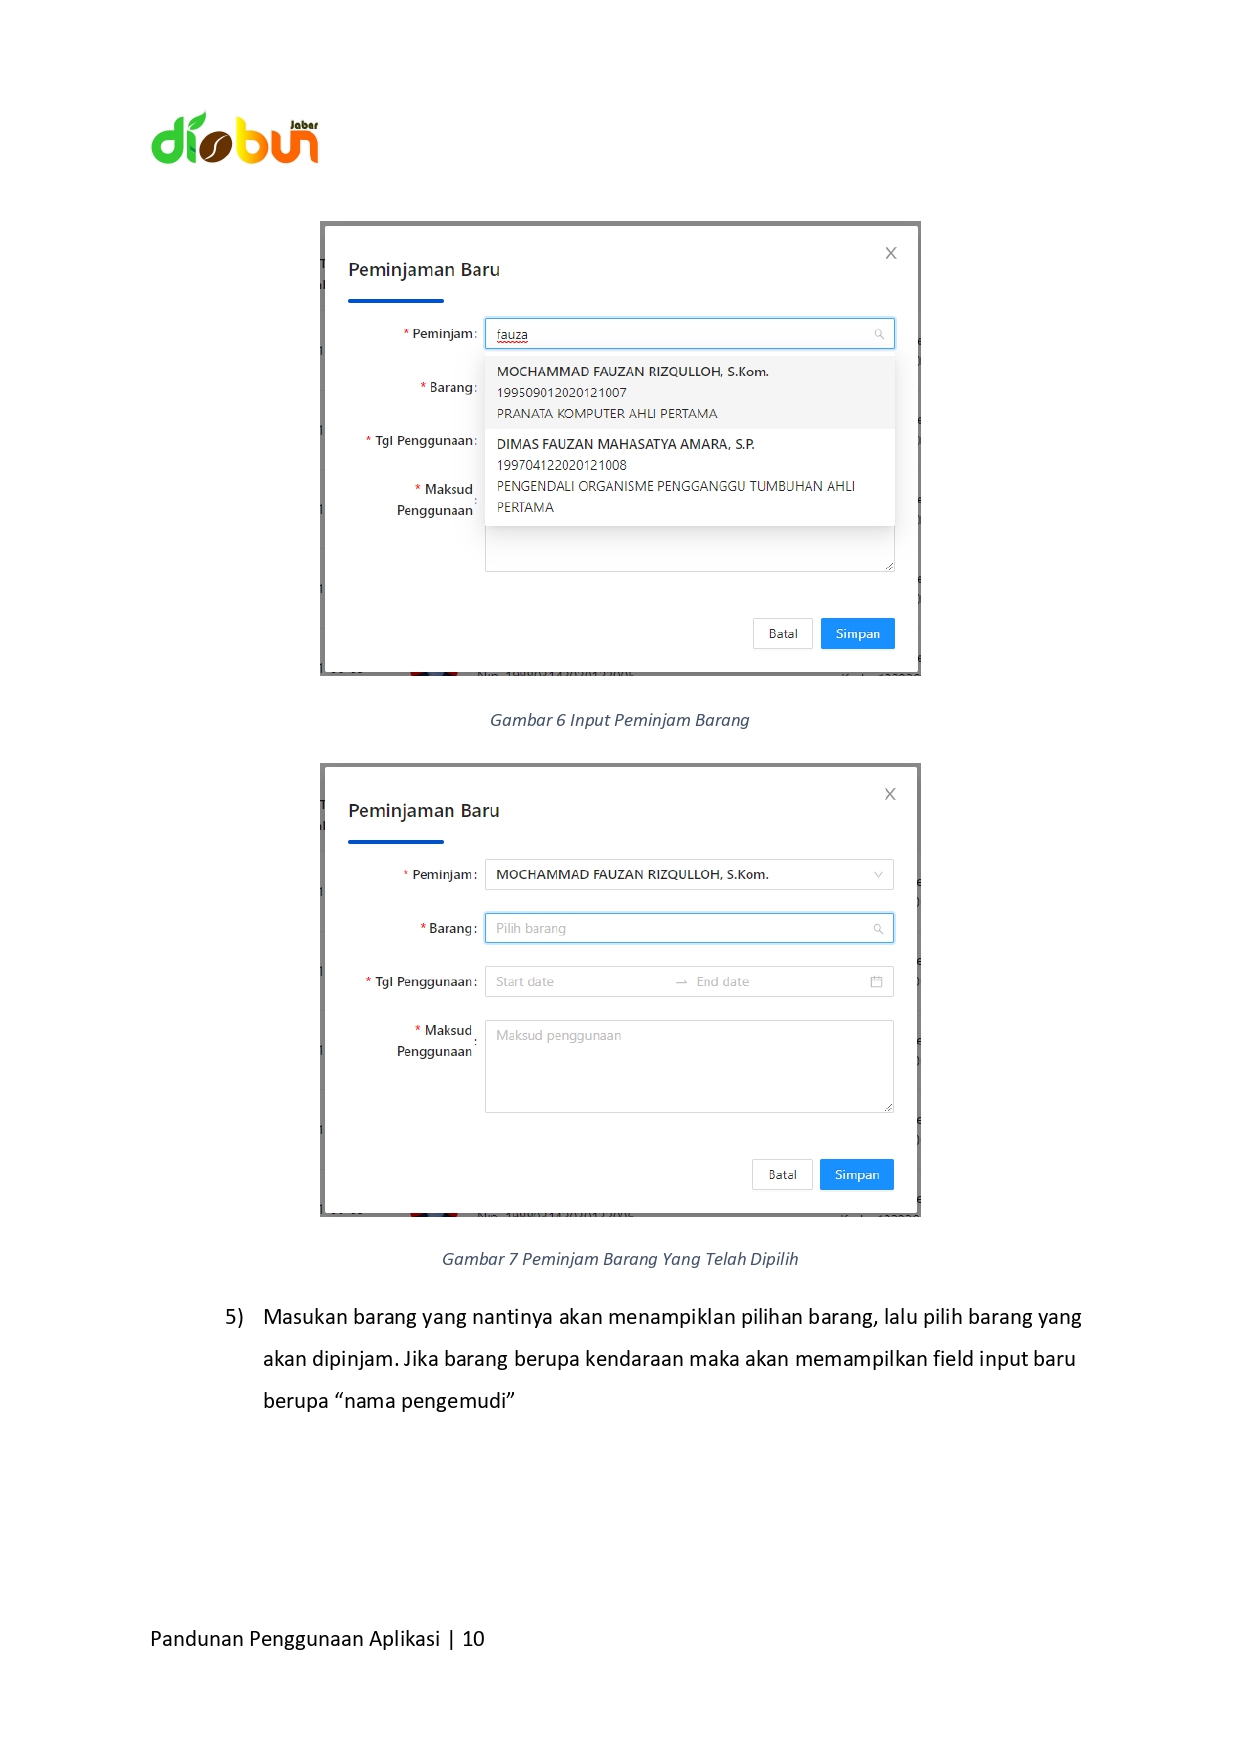 disbun Jabar
Peminjaman Baru
* Peminjam:
fauza
MOCHAMMAD FAUZAN RIZQULLOH, S.Kom.
199509012020121007
PRANATA KOMPUTER AHLI PERTAMA
DIMAS FAUZAN MAHASATYA AMARA, S.P.
199704122020121008
PENGENDALI ORGANISME PENGGANGGU TUMBUHAN AHLI
PERTAMA
* Barang:
* Tgl Penggunaan:
* Maksud
Penggunaan :
Batal Simpan
Gambar 6 Input Peminjam Barang
Peminjaman Baru
* Peminjam: MOCHAMMAD FAUZAN RIZQULLOH, S.Kom.
* Barang: Pilih barang
* Tgl Penggunaan: Start date → End date
* Maksud
Penggunaan :
Maksud penggunaan
Batal Simpan
Gambar 7 Peminjam Barang Yang Telah Dipilih
5) Masukan barang yang nantinya akan menampiklan pilihan barang, lalu pilih barang yang
akan dipinjam. Jika barang berupa kendaraan maka akan memampilkan field input baru
berupa “nama pengemudi”
Pandunan Penggunaan Aplikasi | 10